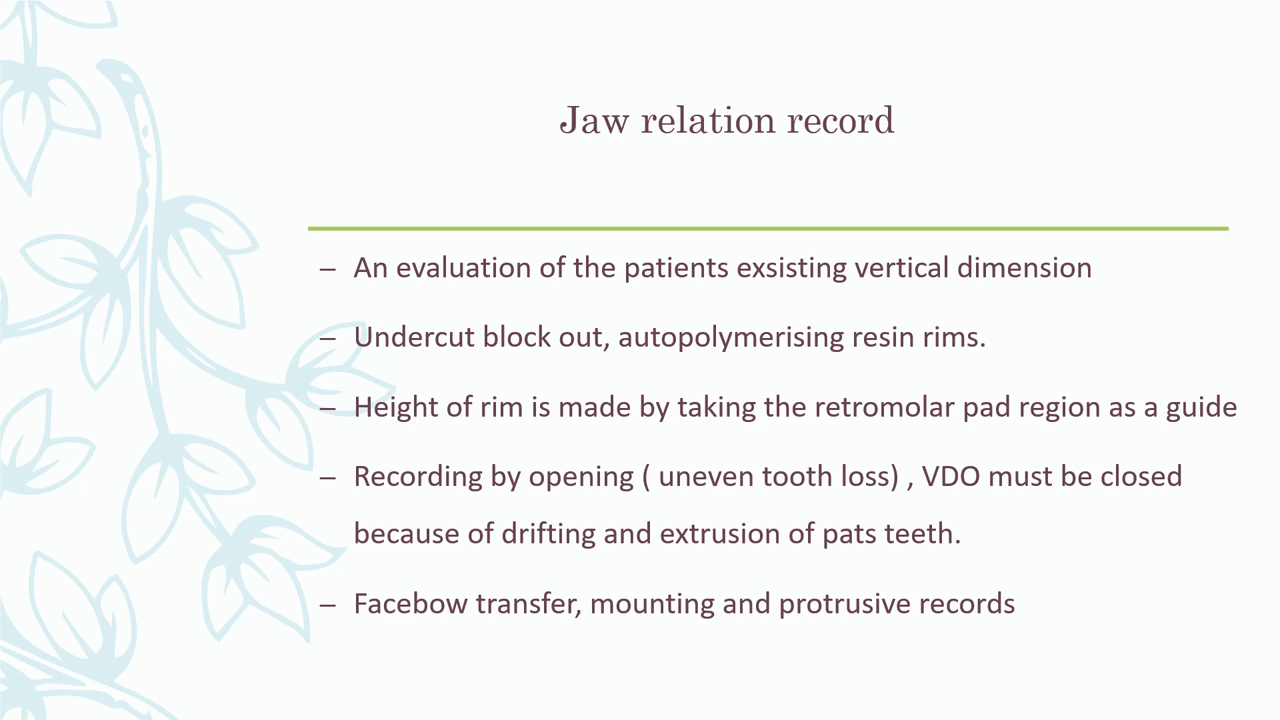 Jaw relation record
– An evaluation of the patients exsisting vertical dimension
– Undercut block out, autopolymerising resin rims.
– Height of rim is made by taking the retromolar pad region as a guide
– Recording by opening ( uneven tooth loss) , VDO must be closed
because of drifting and extrusion of pats teeth.
– Facebow transfer, mounting and protrusive records